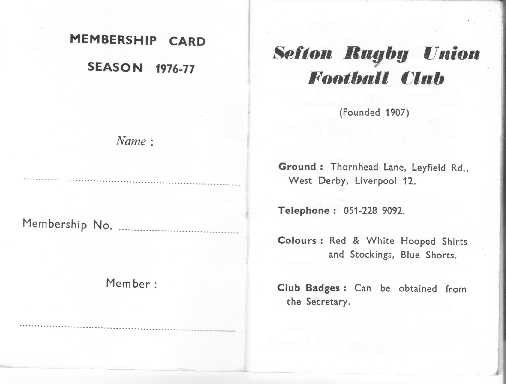 MEMBERSHIP CARD
SEASON 1976-77
Name :
Membership No.
Member :
Sefton Rugby Union
Football Club
(Founded 1907)
Ground : Thornhead Lane, Leyfield Rd.,
West Derby, Liverpool 12.
Telephone : 051-228 9092.
Colours : Red & White Hooped Shirts
and Stockings, Blue Shorts.
Club Badges : Can be obtained from
the Secretary.